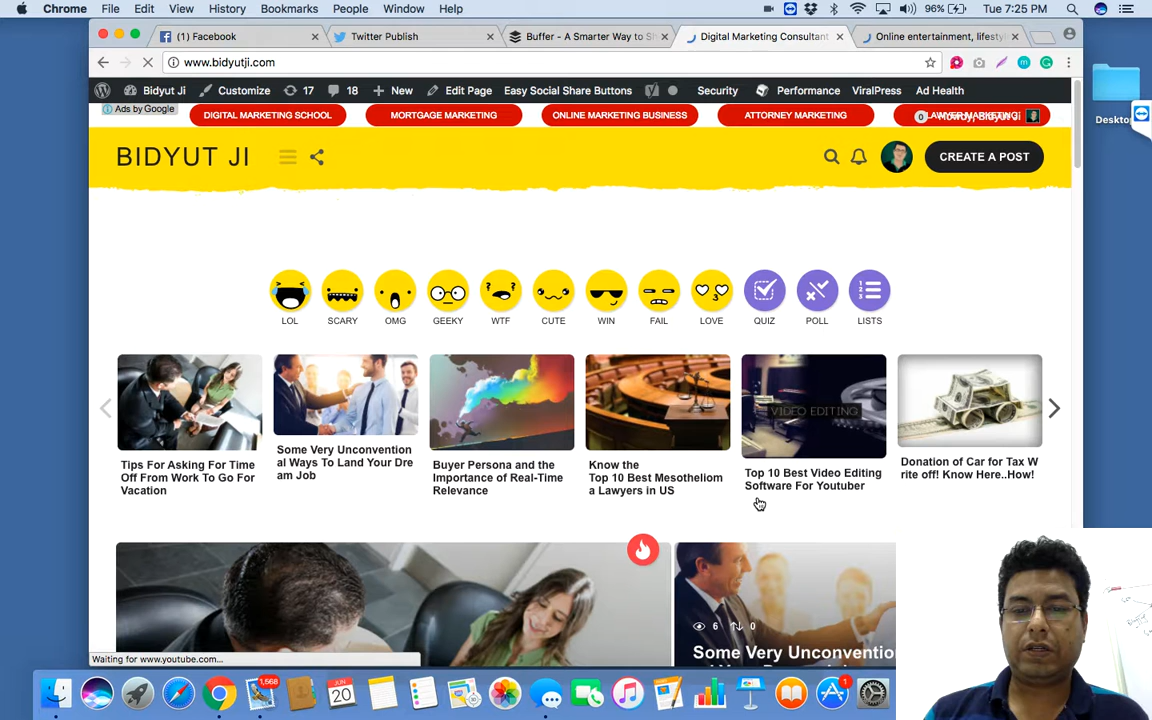 Chrome File Edit View History Bookmarks People Window Help 96% Tue 7:25 PM
(1) Facebook Twitter Publish Buffer - A Smarter Way to Sh Digital Marketing Consultant Online entertainment, lifesty
www.bidyutji.com
Desktop
Bidyut Ji Customize 17 18 New Edit Page Easy Social Share Buttons Security Performance ViralPress Ad Health
Ads by Google DIGITAL MARKETING SCHOOL MORTGAGE MARKETING ONLINE MARKETING BUSINESS ATTORNEY MARKETING
0
BIDYUT JI CREATE A POST
LOL SCARY OMG GEEKY WTF CUTE WIN FAIL LOVE QUIZ POLL LISTS
VIDEO EDITING
Tips For Asking For Time
Off From Work To Go For
Vacation
Some Very Unconvention
al Ways To Land Your Dre
am Job
Buyer Persona and the
Importance of Real-Time
Relevance
Know the
Top 10 Best Mesotheliom
a Lawyers in US
Top 10 Best Video Editing
Software For Youtuber
Donation of Car for Tax W
rite off! Know Here..How!
6 0
Some Very Unconvention
Waiting for www.youtube.com...
1,568
JUN
20
1